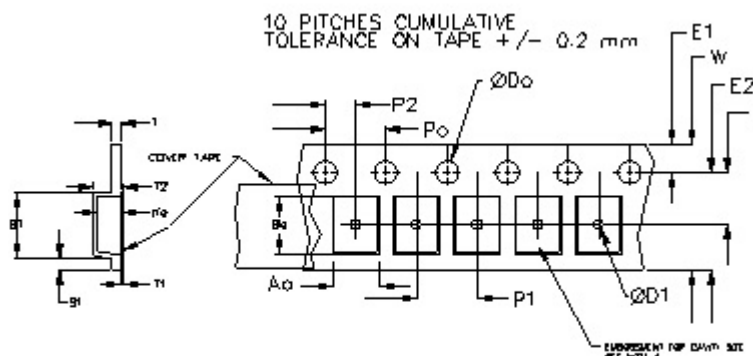 10 PITCHES CUMULATIVE
TOLERANCE ON TAPE +/- 0.2 mm
E1
W
E2
ØDo
P2
Po
T
COVER TAPE
T2
B1
Bo
Ao
P1
ØD1
S1
T1